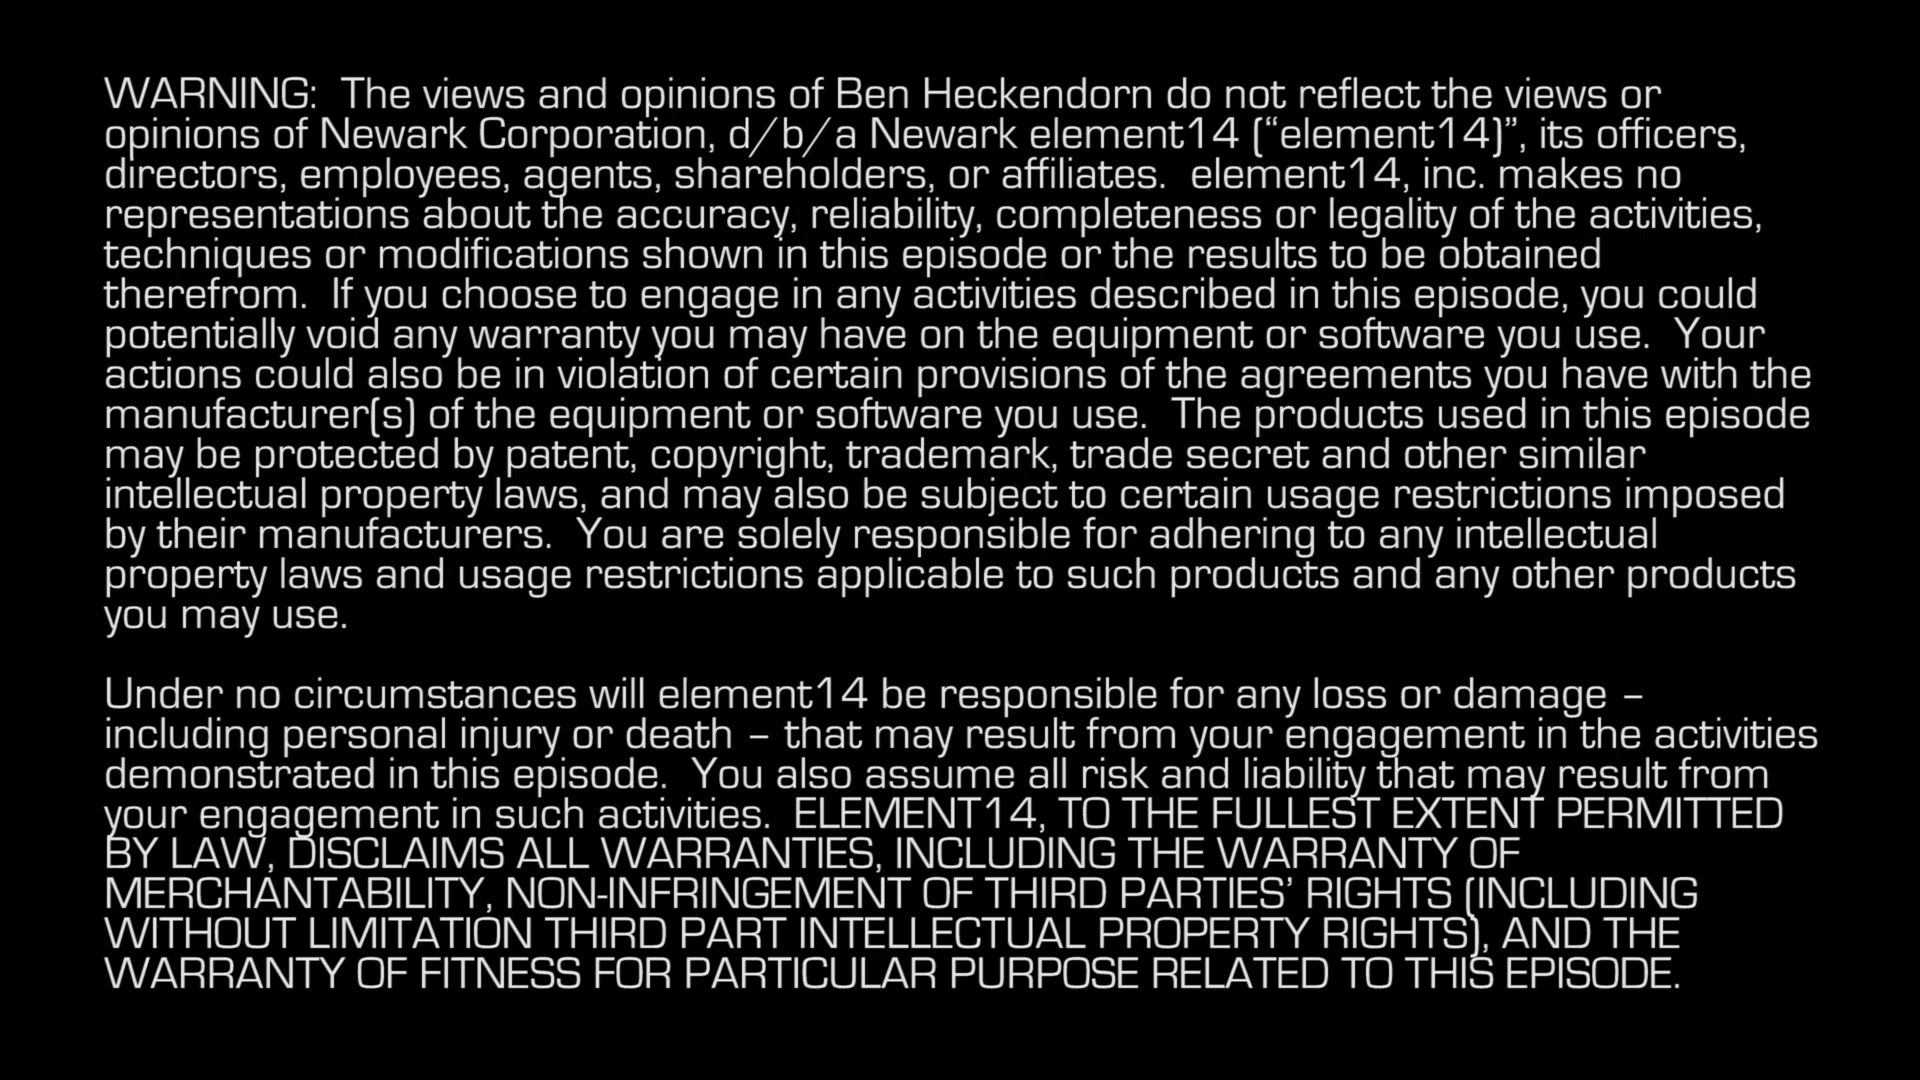 WARNING:  The views and opinions of Ben Heckendorn do not reflect the views or
opinions of Newark Corporation, d/b/a Newark element14 (“element14)”, its officers,
directors, employees, agents, shareholders, or affiliates.  element14, inc. makes no
representations about the accuracy, reliability, completeness or legality of the activities,
techniques or modifications shown in this episode or the results to be obtained
therefrom.  If you choose to engage in any activities described in this episode, you could
potentially void any warranty you may have on the equipment or software you use.  Your
actions could also be in violation of certain provisions of the agreements you have with the
manufacturer(s) of the equipment or software you use.  The products used in this episode
may be protected by patent, copyright, trademark, trade secret and other similar
intellectual property laws, and may also be subject to certain usage restrictions imposed
by their manufacturers.  You are solely responsible for adhering to any intellectual
property laws and usage restrictions applicable to such products and any other products
you may use.

Under no circumstances will element14 be responsible for any loss or damage –
including personal injury or death – that may result from your engagement in the activities
demonstrated in this episode.  You also assume all risk and liability that may result from
your engagement in such activities.  ELEMENT14, TO THE FULLEST EXTENT PERMITTED
BY LAW, DISCLAIMS ALL WARRANTIES, INCLUDING THE WARRANTY OF
MERCHANTABILITY, NON-INFRINGEMENT OF THIRD PARTIES’ RIGHTS (INCLUDING
WITHOUT LIMITATION THIRD PART INTELLECTUAL PROPERTY RIGHTS), AND THE
WARRANTY OF FITNESS FOR PARTICULAR PURPOSE RELATED TO THIS EPISODE.